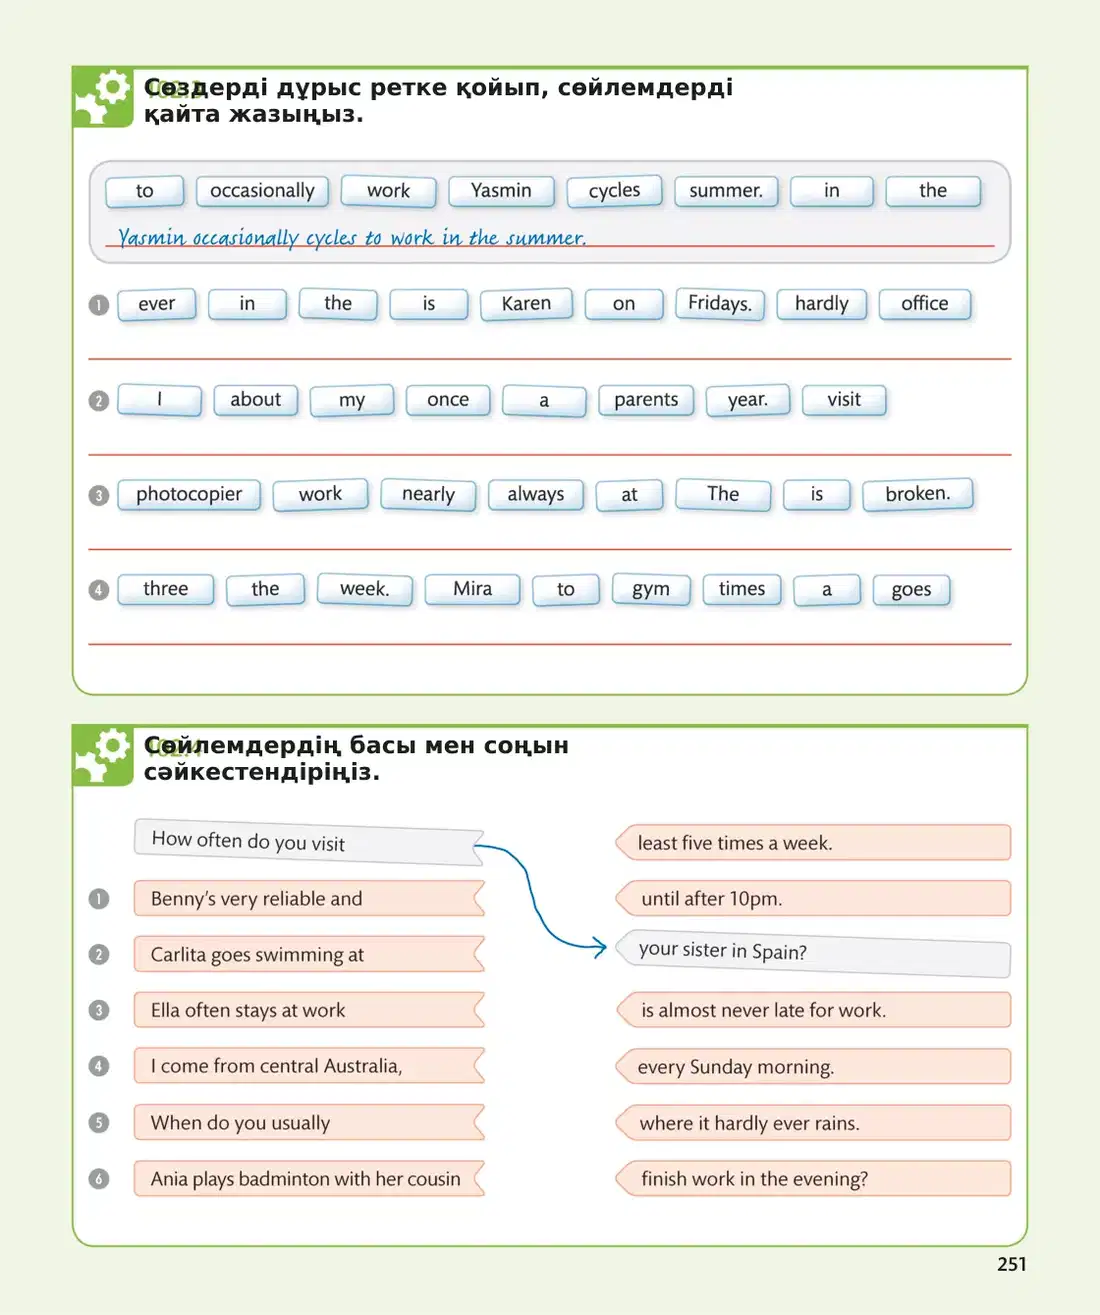 Сөздерді дұрыс ретке қойып, сөйлемдерді
қайта жазыңыз.
to occasionally work Yasmin cycles summer. in the
Yasmin occasionally cycles to work in the summer.
1 ever in the is Karen on Fridays. hardly office
2 I about my once a parents year. visit
3 photocopier work nearly always at The is broken.
4 three the week. Mira to gym times a goes
Сөйлемдердің басы мен соңын
сәйкестендіріңіз.
How often do you visit least five times a week.
1 Benny's very reliable and until after 10pm.
2 Carlita goes swimming at your sister in Spain?
3 Ella often stays at work is almost never late for work.
4 I come from central Australia, every Sunday morning.
5 When do you usually where it hardly ever rains.
6 Ania plays badminton with her cousin finish work in the evening?
251